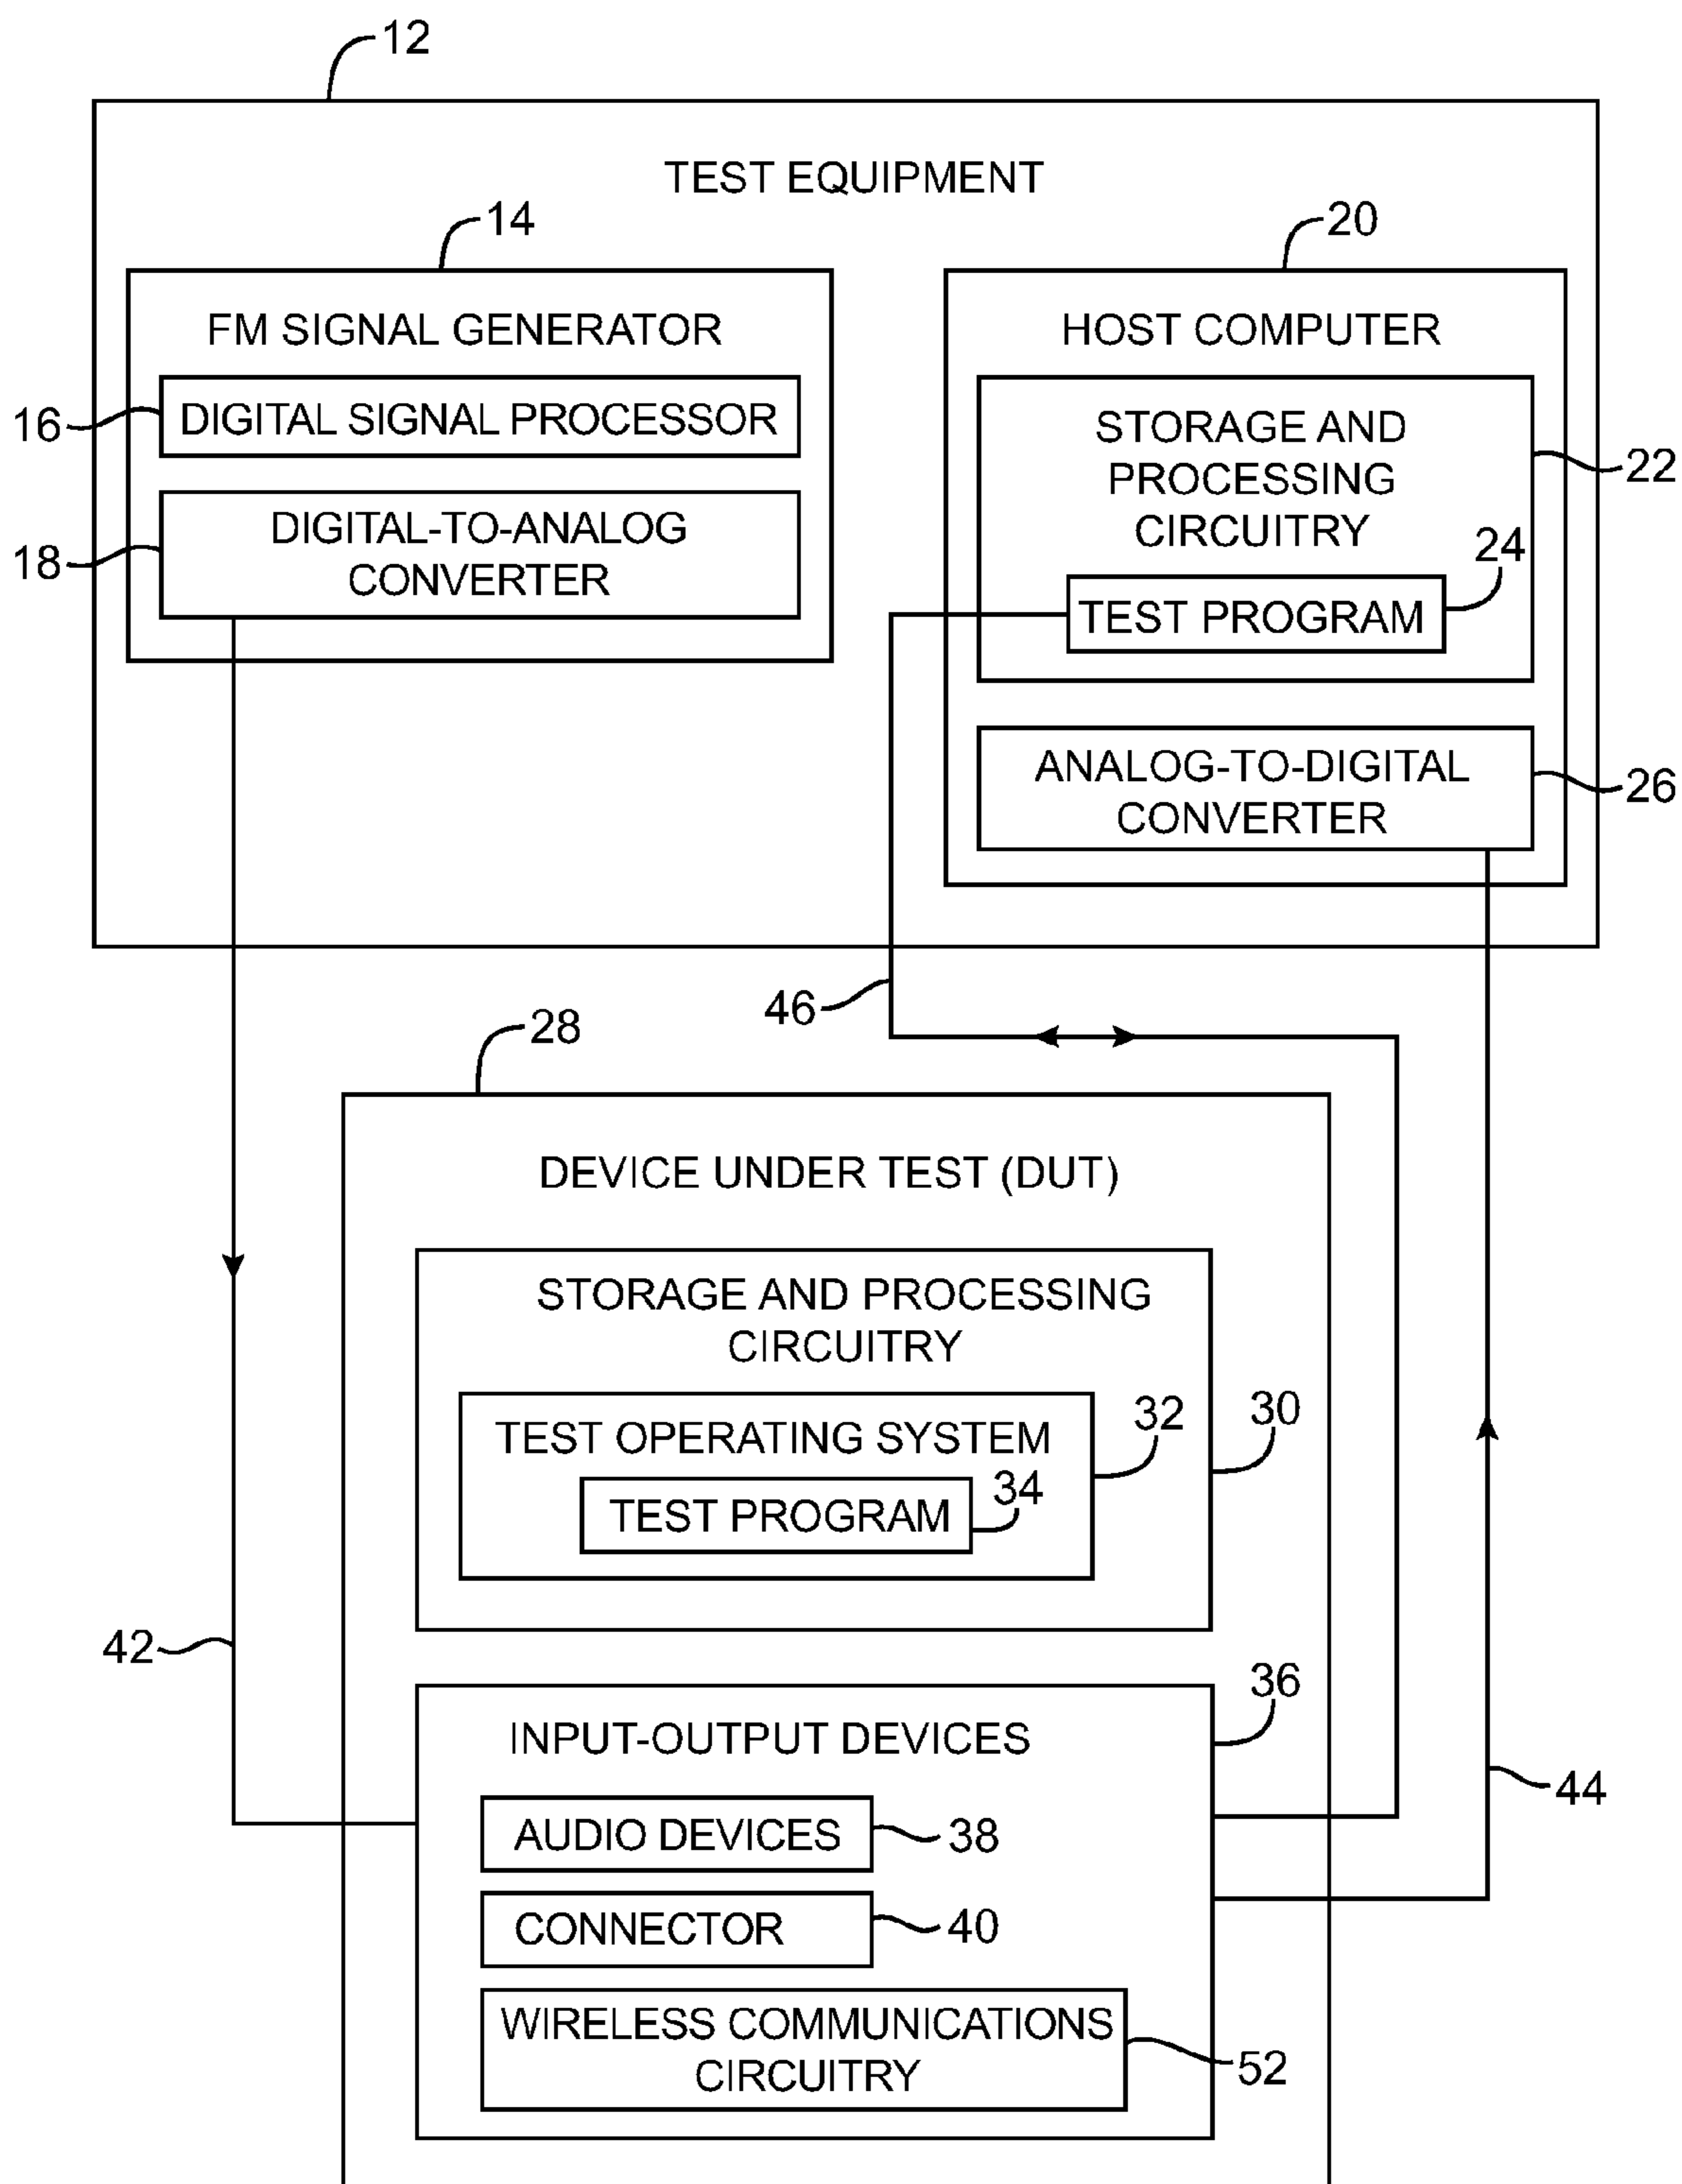 12
TEST EQUIPMENT
14
20
FM SIGNAL GENERATOR
HOST COMPUTER
16
DIGITAL SIGNAL PROCESSOR
STORAGE AND
PROCESSING
CIRCUITRY
22
18
DIGITAL-TO-ANALOG
CONVERTER
24
TEST PROGRAM
ANALOG-TO-DIGITAL
CONVERTER
26
46
28
DEVICE UNDER TEST (DUT)
STORAGE AND PROCESSING
CIRCUITRY
32
30
TEST OPERATING SYSTEM
34
TEST PROGRAM
42
36
INPUT-OUTPUT DEVICES
44
AUDIO DEVICES
38
CONNECTOR
40
WIRELESS COMMUNICATIONS
CIRCUITRY
52